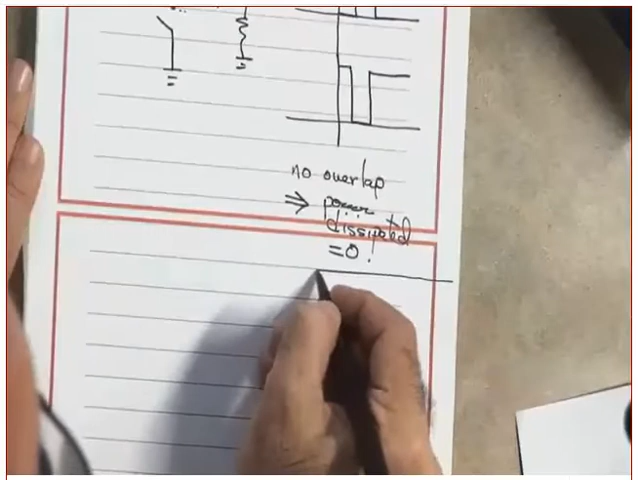 no overlap
⇒ power
dissipated
=0!